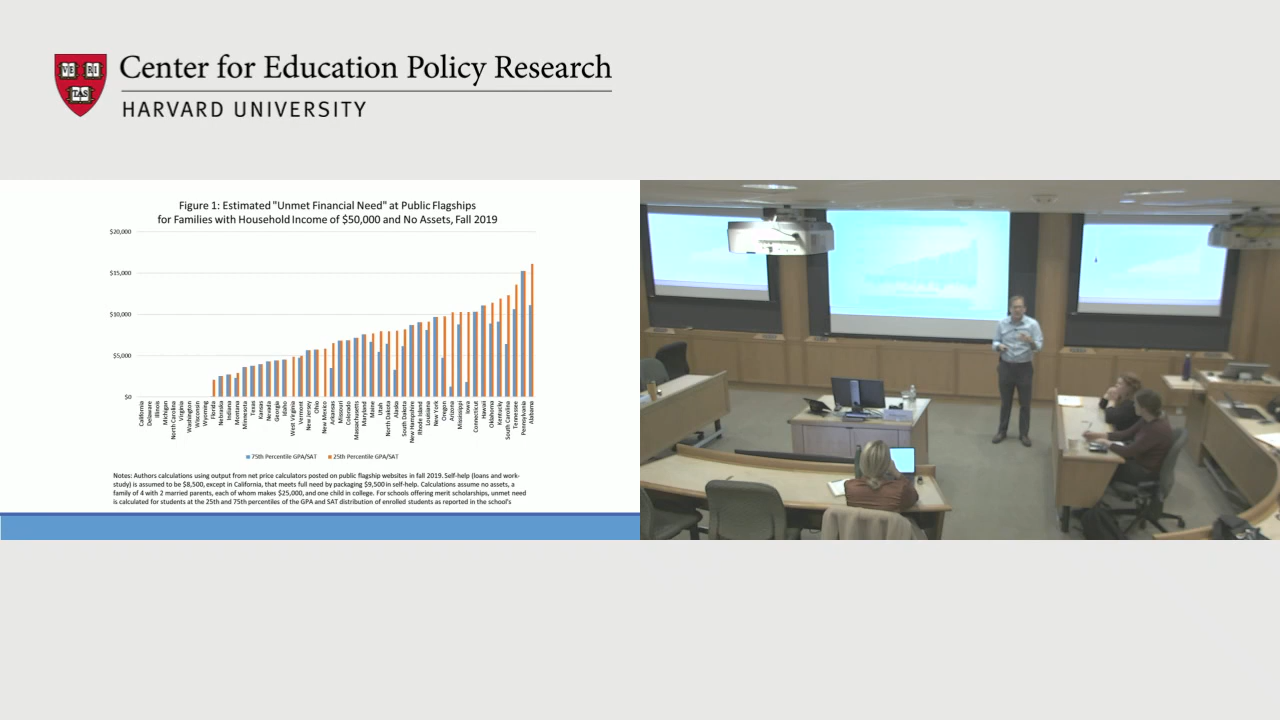 VE RI
TAS
Center for Education Policy Research
HARVARD UNIVERSITY
Figure 1: Estimated "Unmet Financial Need" at Public Flagships
for Families with Household Income of $50,000 and No Assets, Fall 2019
$20,000
$15,000
$10,000
$5,000
$0
California
Delaware
Illinois
Michigan
North Carolina
Virginia
Washington
Wisconsin
Wyoming
Florida
Nebraska
Indiana
Montana
Minnesota
Texas
Kansas
Nevada
Georgia
Idaho
West Virginia
Vermont
New Jersey
Ohio
New Mexico
Arkansas
Missouri
Colorado
Massachusetts
Maryland
Maine
Utah
North Dakota
Alaska
South Dakota
New Hampshire
Rhode Island
Louisiana
New York
Oregon
Arizona
Mississippi
Iowa
Connecticut
Hawaii
Oklahoma
Kentucky
South Carolina
Tennessee
Pennsylvania
Alabama
75th Percentile GPA/SAT 25th Percentile GPA/SAT
Notes: Authors calculations using output from net price calculators posted on public flagship websites in fall 2019. Self-help (loans and work-
study) is assumed to be $8,500, except in California, that meets full need by packaging $9,500 in self-help. Calculations assume no assets, a
family of 4 with 2 married parents, each of whom makes $25,000, and one child in college. For schools offering merit scholarships, unmet need
is calculated for students at the 25th and 75th percentiles of the GPA and SAT distribution of enrolled students as reported in the school's